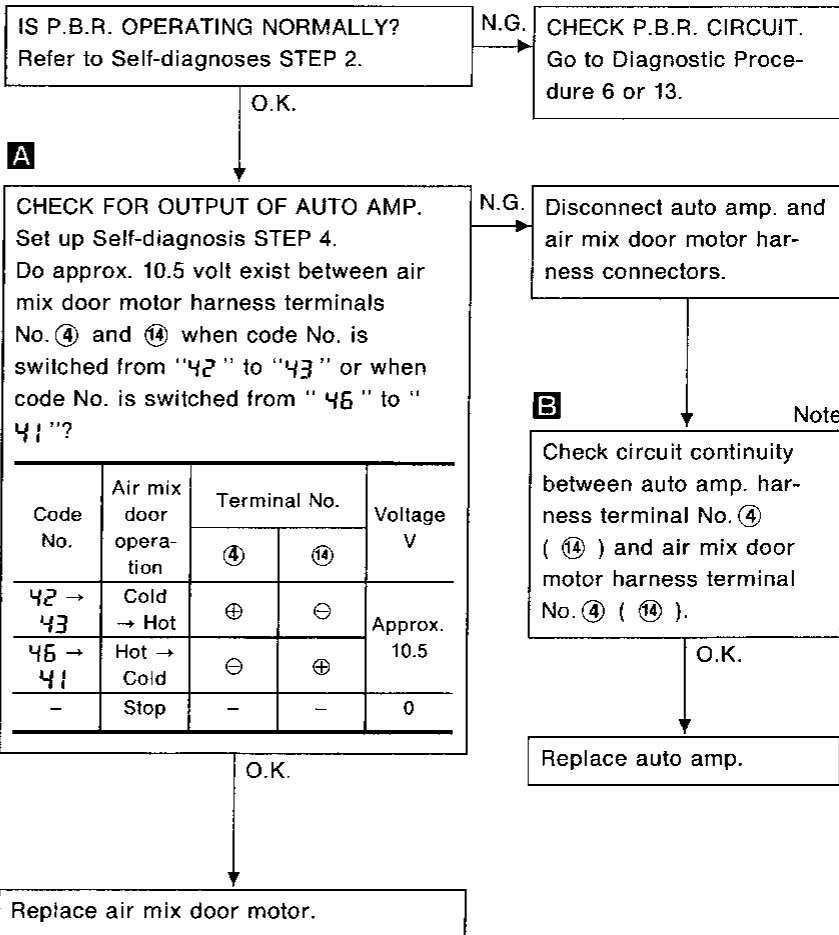 IS P.B.R. OPERATING NORMALLY?
Refer to Self-diagnoses STEP 2.
N.G.
CHECK P.B.R. CIRCUIT.
Go to Diagnostic Proce-
dure 6 or 13.
O.K.
A
CHECK FOR OUTPUT OF AUTO AMP.
Set up Self-diagnosis STEP 4.
Do approx. 10.5 volt exist between air
mix door motor harness terminals
No. ④ and ⑭ when code No. is
switched from "42" to "43" or when
code No. is switched from " 46 " to "
41"?
Code
No.
Air mix
door
opera-
tion
Terminal No.
④ ⑭
Voltage
V
42 →
43
Cold
→ Hot
⊕ ⊖
Approx.
10.5
46 →
41
Hot →
Cold
⊖ ⊕
– Stop – – 0
N.G.
Disconnect auto amp. and
air mix door motor har-
ness connectors.
B
Note
Check circuit continuity
between auto amp. har-
ness terminal No. ④
( ⑭ ) and air mix door
motor harness terminal
No. ④ ( ⑭ ).
O.K.
Replace auto amp.
O.K.
Replace air mix door motor.